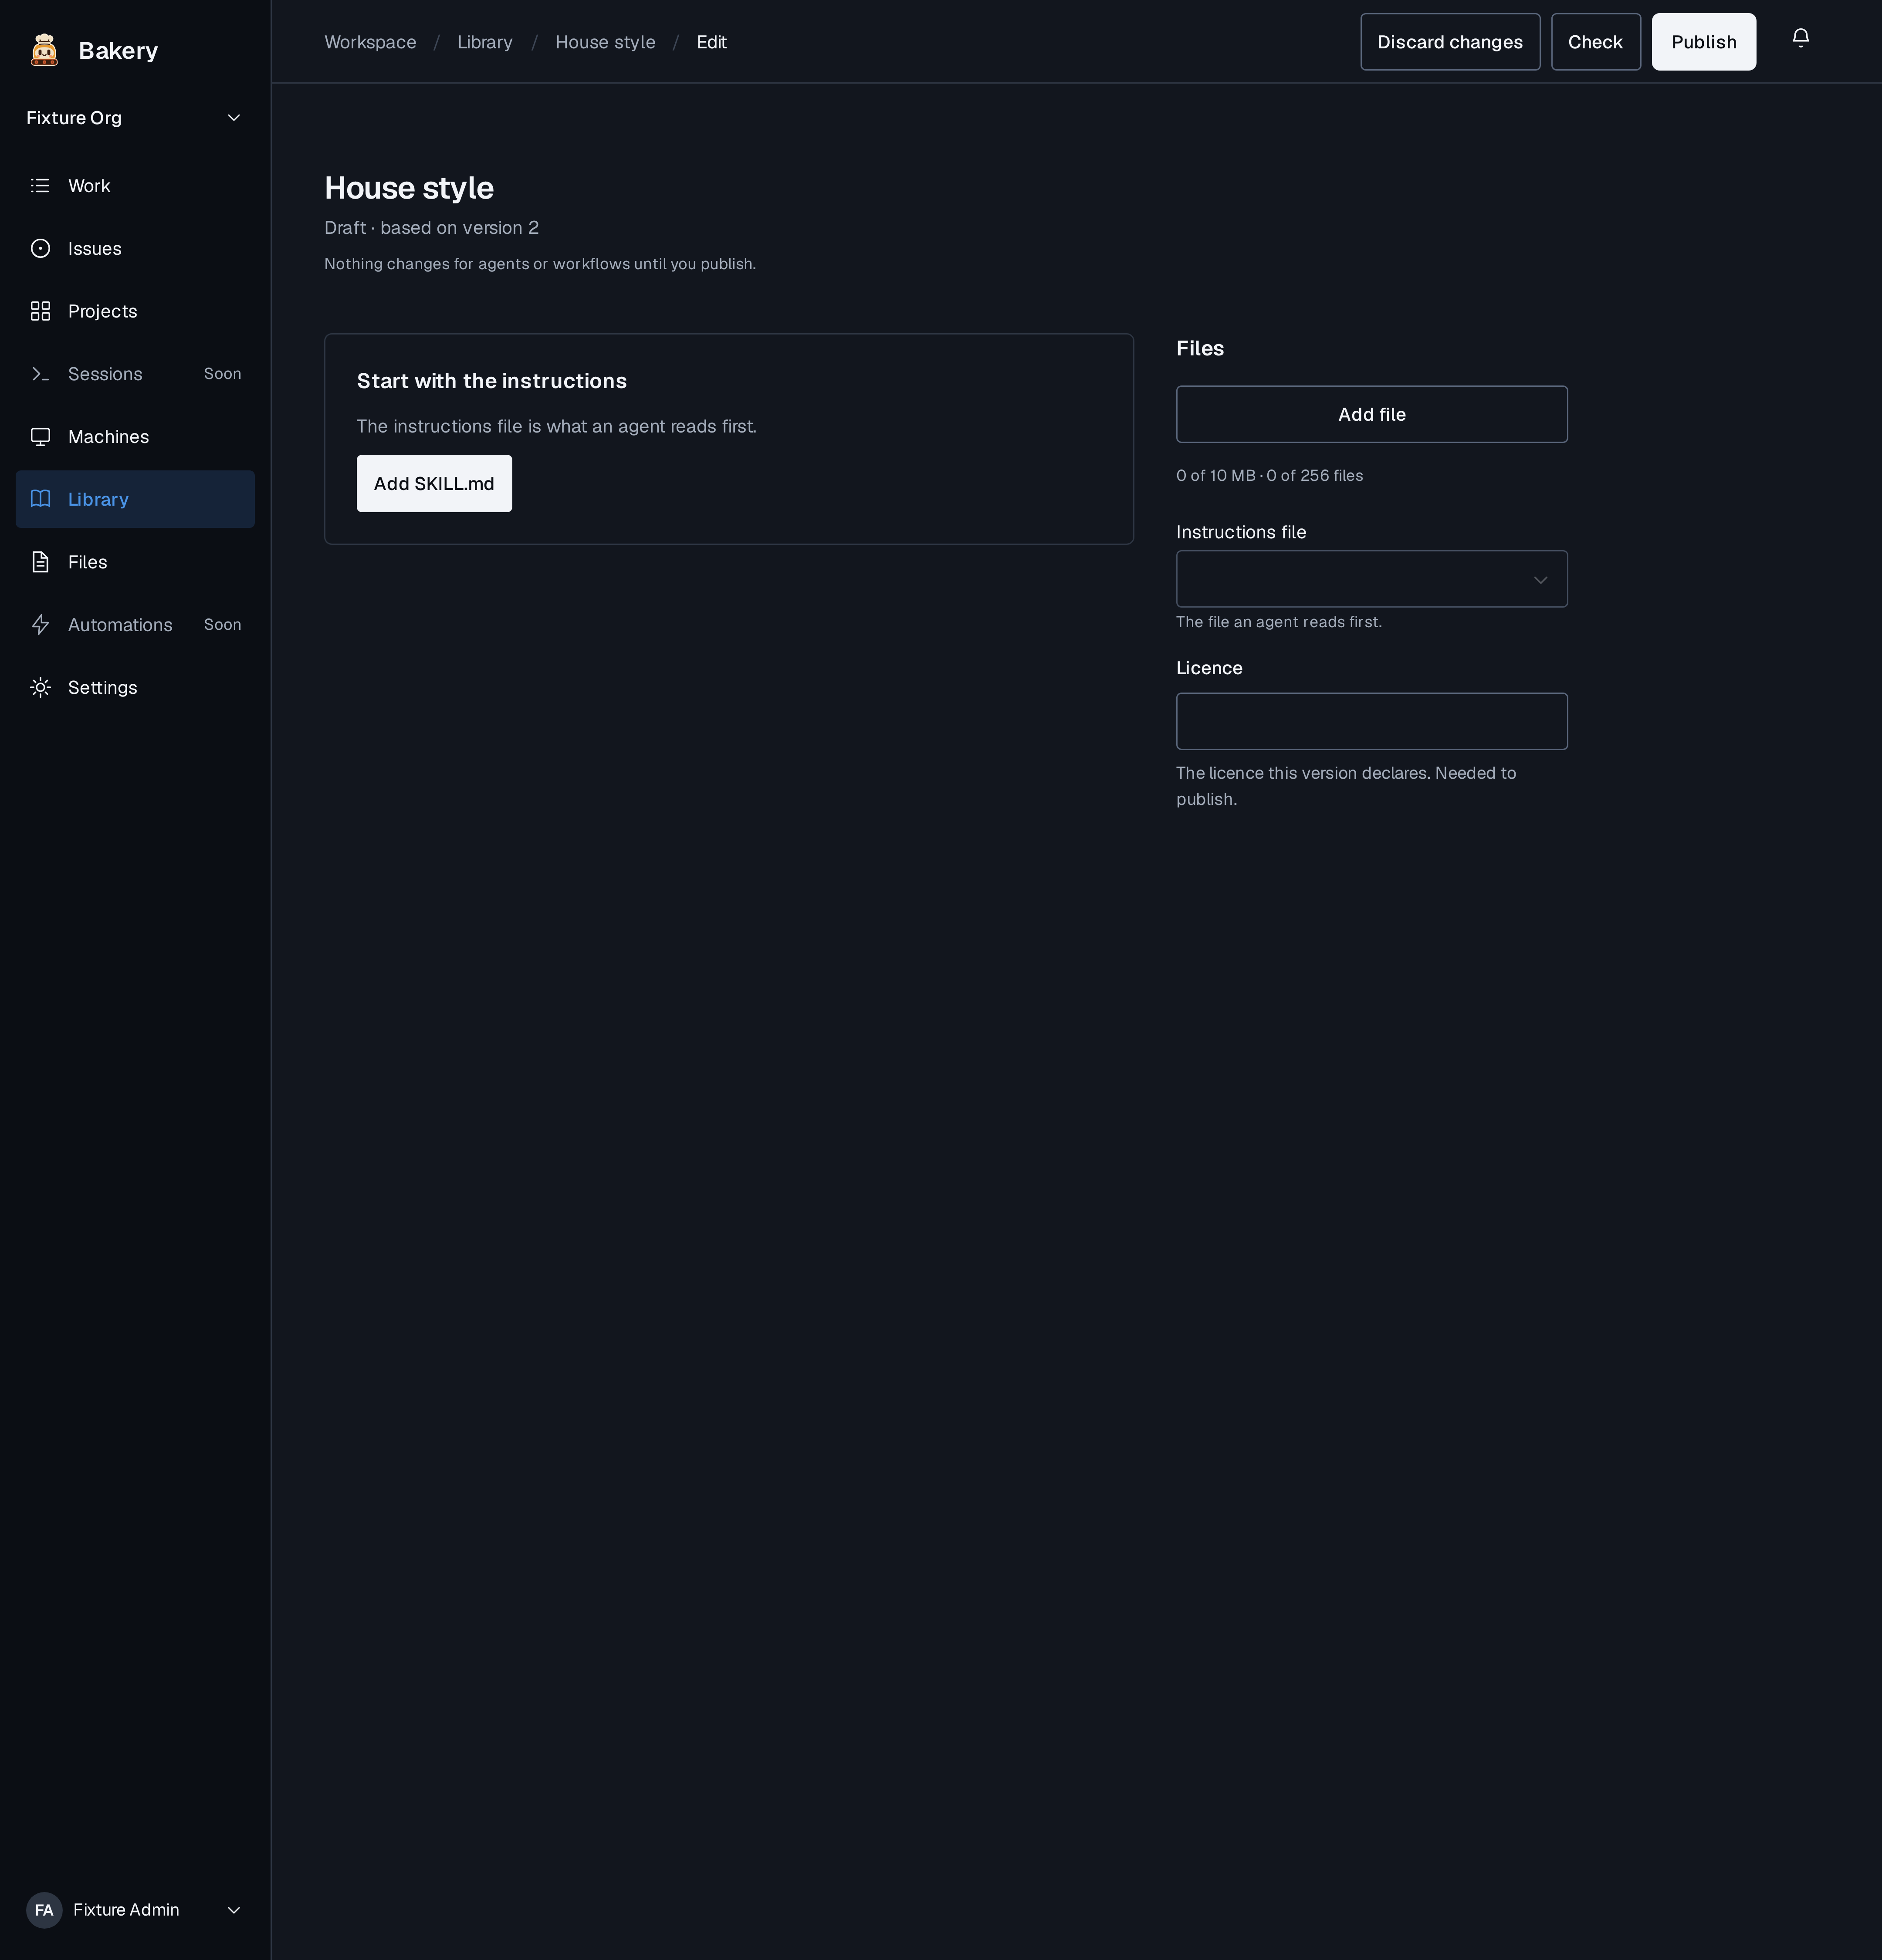 Bakery
Fixture Org
Work
Issues
Projects
Sessions Soon
Machines
Library
Files
Automations Soon
Settings
FA Fixture Admin
Workspace / Library / House style / Edit
Discard changes
Check
Publish
House style
Draft · based on version 2
Nothing changes for agents or workflows until you publish.
Start with the instructions
The instructions file is what an agent reads first.
Add SKILL.md
Files
Add file
0 of 10 MB · 0 of 256 files
Instructions file
The file an agent reads first.
Licence
The licence this version declares. Needed to
publish.